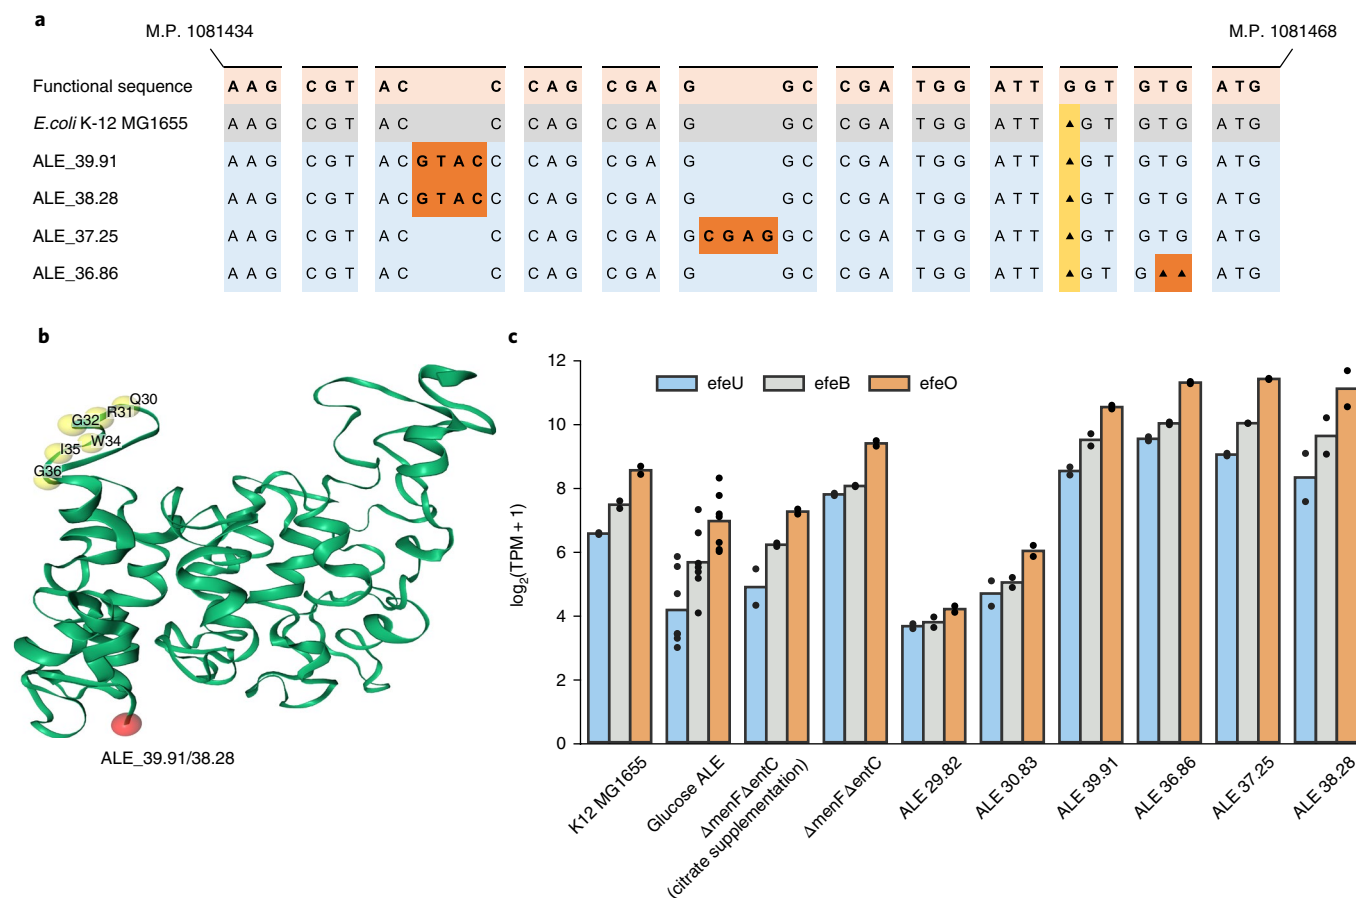 a
M.P. 1081434
M.P. 1081468
Functional sequence A A G C G T A C C C A G C G A G G C C G A T G G A T T G G T G T G A T G
E.coli K-12 MG1655 A A G C G T A C C C A G C G A G G C C G A T G G A T T ▲ G T G T G A T G
ALE_39.91 A A G C G T A C G T A C C C A G C G A G G C C G A T G G A T T ▲ G T G T G A T G
ALE_38.28 A A G C G T A C G T A C C C A G C G A G G C C G A T G G A T T ▲ G T G T G A T G
ALE_37.25 A A G C G T A C C C A G C G A G C G A G G C C G A T G G A T T ▲ G T G T G A T G
ALE_36.86 A A G C G T A C C C A G C G A G G C C G A T G G A T T ▲ G T G ▲ ▲ A T G
b
Q30
R31
G32
W34
I35
G36
ALE_39.91/38.28
c
efeU efeB efeO
log2(TPM + 1)
12
10
8
6
4
2
0
K12 MG1655
Glucose ALE
ΔmenFΔentC
(citrate supplementation)
ΔmenFΔentC
ALE 29.82
ALE 30.83
ALE 39.91
ALE 36.86
ALE 37.25
ALE 38.28